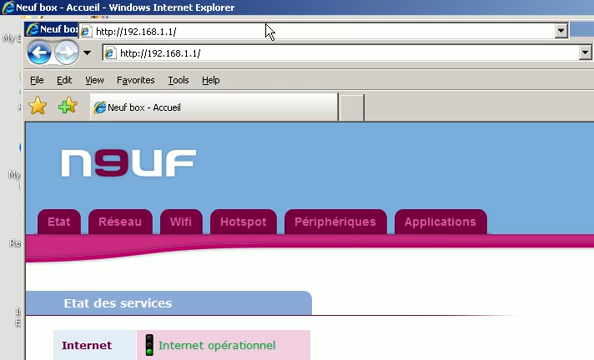 Neuf box - Accueil - Windows Internet Explorer
Neuf bo
http://192.168.1.1/
http://192.168.1.1/
File Edit View Favorites Tools Help
Neuf box - Accueil
n9uf
Etat Réseau Wifi Hotspot Périphériques Applications
Etat des services
Internet Internet opérationnel